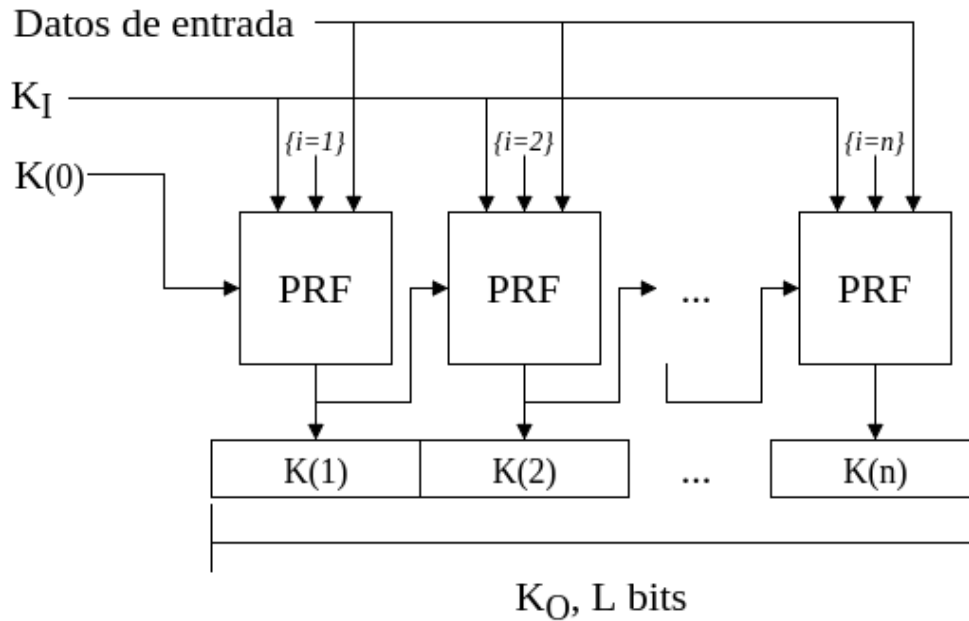 Datos de entrada
K_I
{i=1} {i=2} {i=n}
K(0)
PRF PRF ... PRF
K(1) K(2) ... K(n)
K_O, L bits